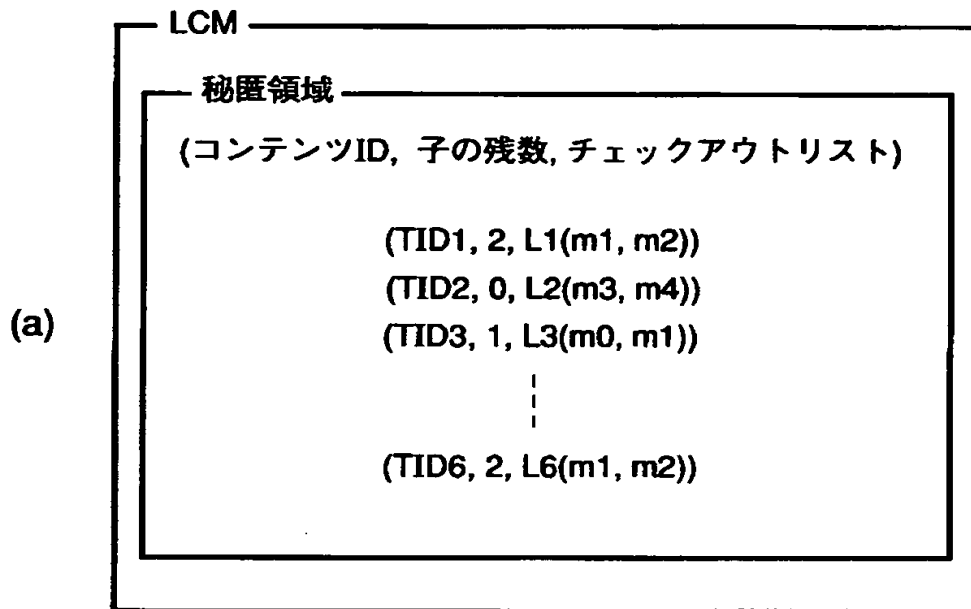 LCM
秘匿領域
(コンテンツID, 子の残数, チェックアウトリスト)
(TID1, 2, L1(m1, m2))
(TID2, 0, L2(m3, m4))
(a)
(TID3, 1, L3(m0, m1))
(TID6, 2, L6(m1, m2))